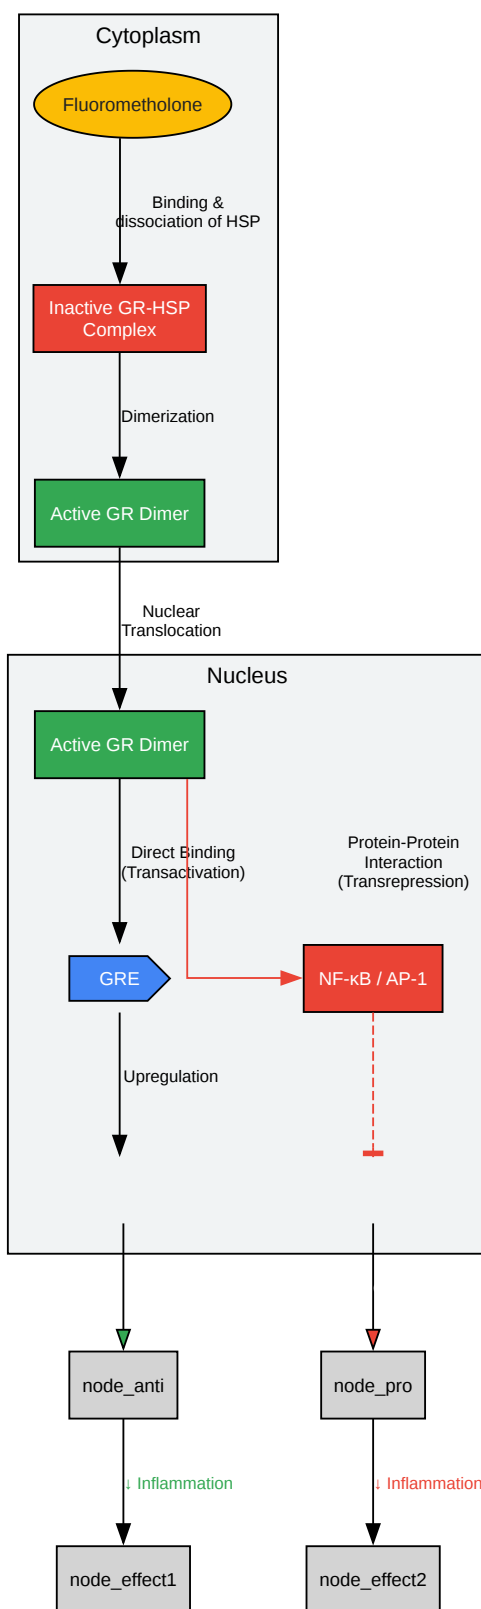 Cytoplasm
Fluorometholone
Binding &
dissociation of HSP
Inactive GR-HSP
Complex
Dimerization
Active GR Dimer
Nuclear
Translocation
Nucleus
Active GR Dimer
Direct Binding
(Transactivation)
Protein-Protein
Interaction
(Transrepression)
GRE
NF-κB / AP-1
Upregulation
node_anti
node_pro
↓ Inflammation
↓ Inflammation
node_effect1
node_effect2